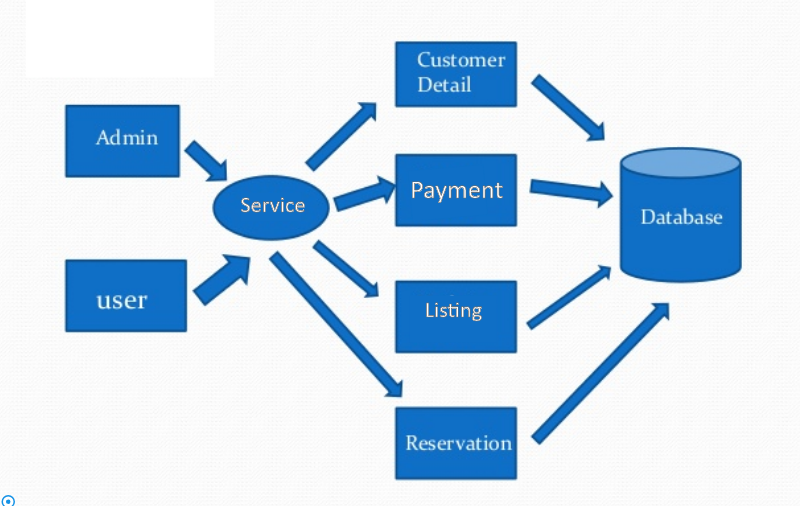 Customer
Detail
Admin
Payment
Service
Database
user
Listing
Reservation